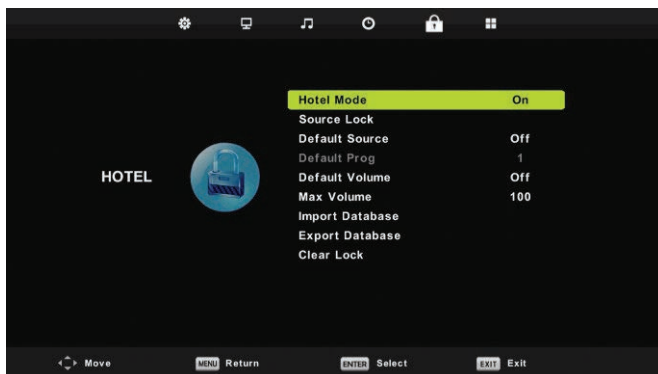 Hotel Mode On
Source Lock
Default Source Off
Default Prog 1
HOTEL
Default Volume Off
Max Volume 100
Import Database
Export Database
Clear Lock
Move MENU Return ENTER Select EXIT Exit